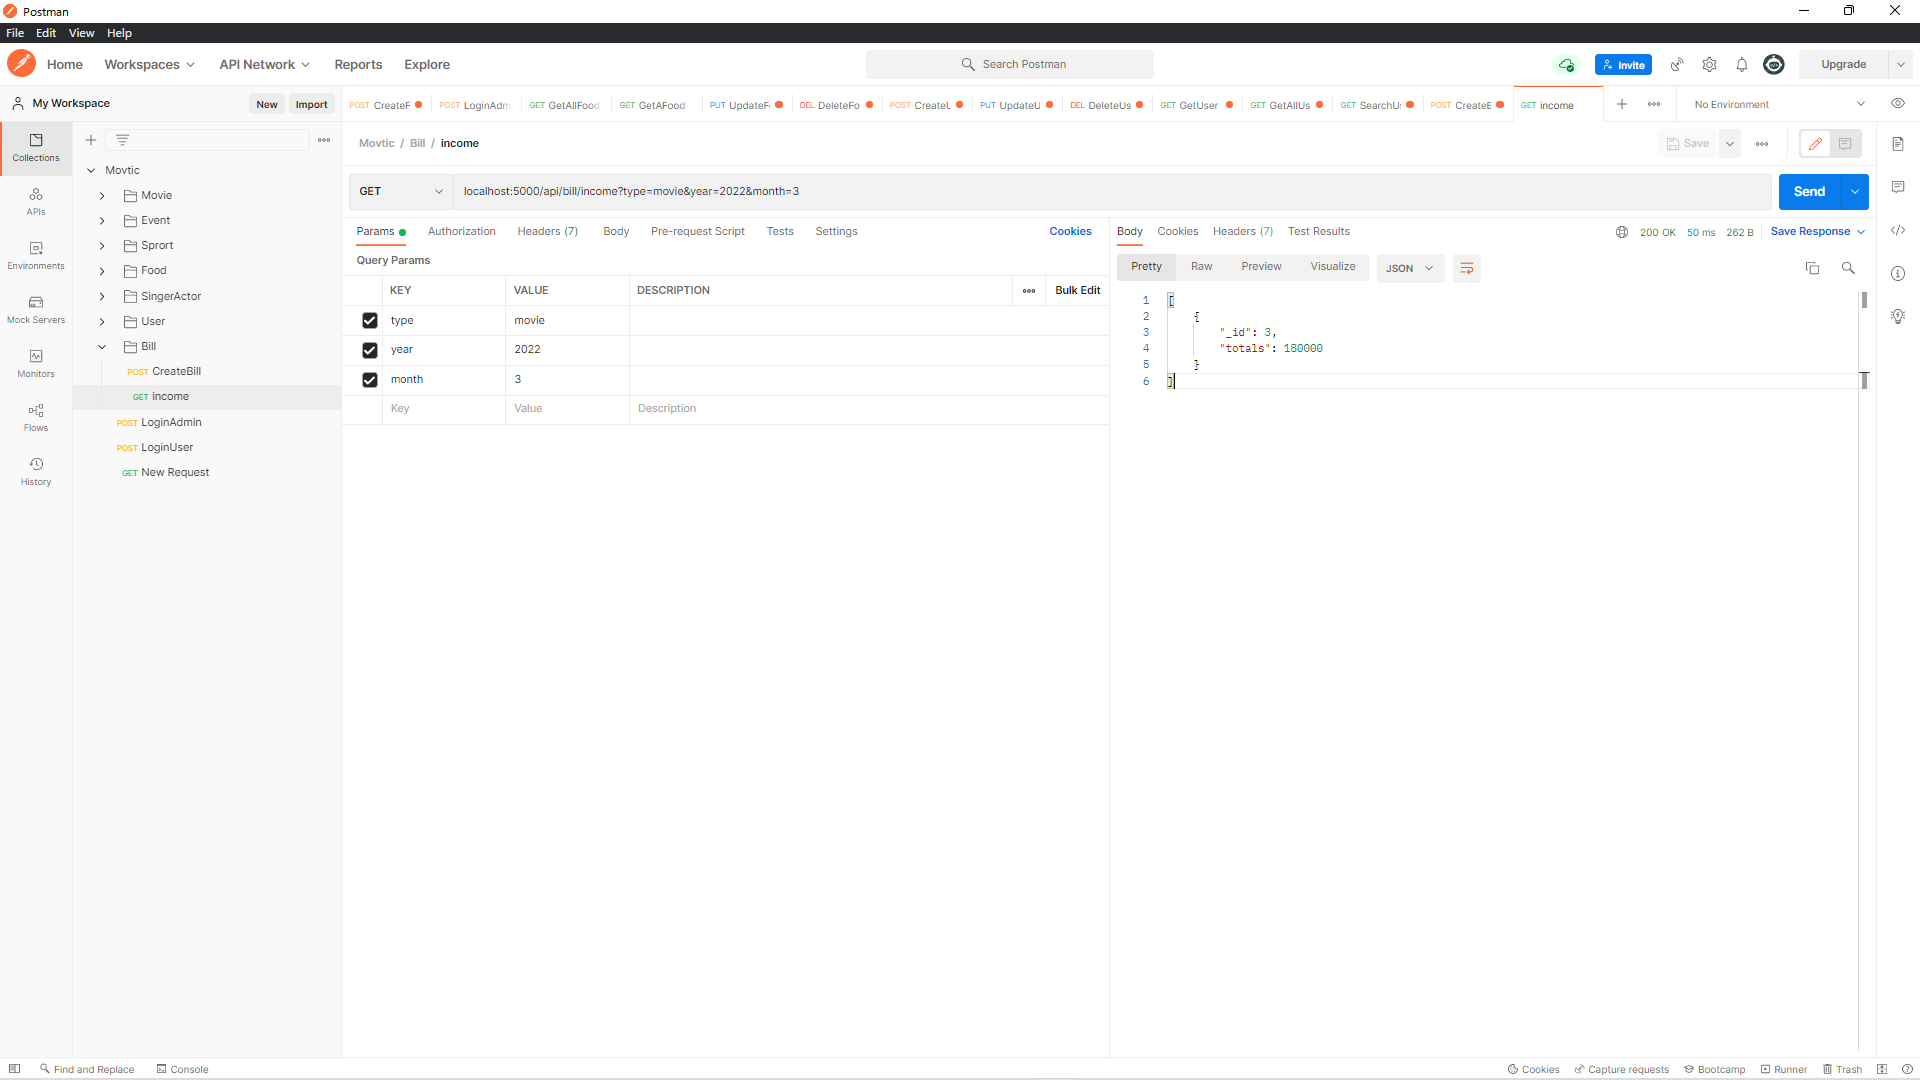 Postman
File Edit View Help
Home Workspaces API Network Reports Explore Search Postman Invite Upgrade
My Workspace New Import
POST CreateF POST LoginAdm GET GetAllFood GET GetAFood PUT UpdateF DEL DeleteFo POST CreateU PUT UpdateU DEL DeleteUs GET GetUser GET GetAllUs GET SearchU POST CreateE GET income No Environment
Collections
APIs
Environments
Mock Servers
Monitors
Flows
History
Movtic
Movie
Event
Sprort
Food
SingerActor
User
Bill
POST CreateBill
GET income
POST LoginAdmin
POST LoginUser
GET New Request
Movtic / Bill / income Save
GET localhost:5000/api/bill/income?type=movie&year=2022&month=3 Send
Params Authorization Headers (7) Body Pre-request Script Tests Settings Cookies
Query Params
KEY VALUE DESCRIPTION Bulk Edit
type movie
year 2022
month 3
Key Value Description
Body Cookies Headers (7) Test Results 200 OK 50 ms 262 B Save Response
Pretty Raw Preview Visualize JSON
1 [
2 {
3 "_id": 3,
4 "totals": 180000
5 }
6 ]
Find and Replace Console Cookies Capture requests Bootcamp Runner Trash